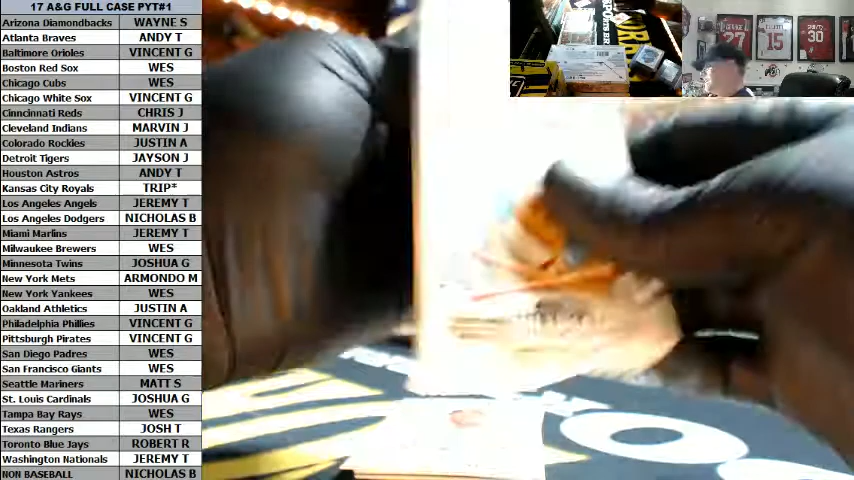 17 A&G FULL CASE PYT#1
Arizona Diamondbacks WAYNE S
Atlanta Braves ANDY T
Baltimore Orioles VINCENT G
Boston Red Sox WES
Chicago Cubs WES
Chicago White Sox VINCENT G
Cinncinnati Reds CHRIS J
Cleveland Indians MARVIN J
Colorado Rockies JUSTIN A
Detroit Tigers JAYSON J
Houston Astros ANDY T
Kansas City Royals TRIP*
Los Angeles Angels JEREMY T
Los Angeles Dodgers NICHOLAS B
Miami Marlins JEREMY T
Milwaukee Brewers WES
Minnesota Twins JOSHUA G
New York Mets ARMONDO M
New York Yankees WES
Oakland Athletics JUSTIN A
Philadelphia Phillies VINCENT G
Pittsburgh Pirates VINCENT G
San Diego Padres WES
San Francisco Giants WES
Seattle Mariners MATT S
St. Louis Cardinals JOSHUA G
Tampa Bay Rays WES
Texas Rangers JOSH T
Toronto Blue Jays ROBERT R
Washington Nationals JEREMY T
NON BASEBALL NICHOLAS B
27
15
30